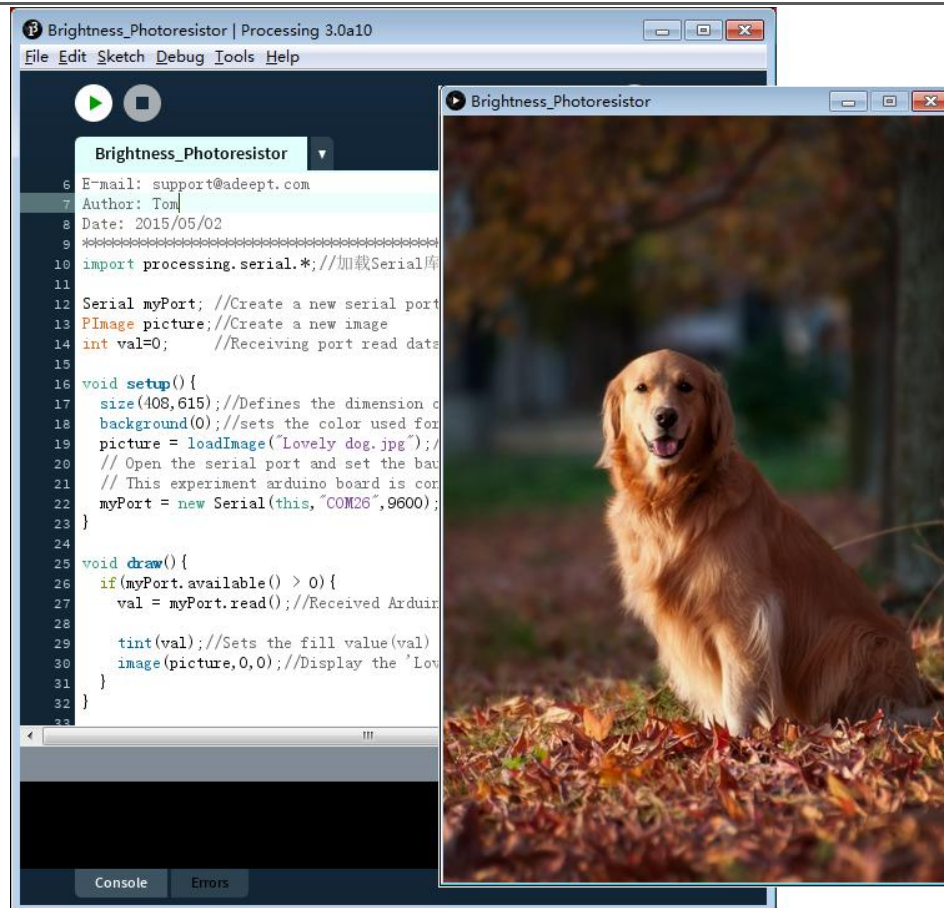 Brightness_Photoresistor | Processing 3.0a10
File Edit Sketch Debug Tools Help
Brightness_Photoresistor
6 E-mail: support@adeept.com
7 Author: Tom
8 Date: 2015/05/02
9
10 import processing.serial.*;//加载Serial库
11
12 Serial myPort; //Create a new serial port
13 PImage picture;//Create a new image
14 int val=0; //Receiving port read data
15
16 void setup(){
17 size(408,615);//Defines the dimension
18 background(0);//sets the color used for
19 picture = loadImage("Lovely dog.jpg");/
20 // Open the serial port and set the
21 // This experiment arduino board is
22 myPort = new Serial(this,"COM26",9600);
23 }
24
25 void draw(){
26 if(myPort.available() > 0){
27 val = myPort.read();//Received
28
29 tint(val);//Sets the fill value(val)
30 image(picture,0,0);//Display the
31 }
32 }
33
Console Errors
Brightness_Photoresistor